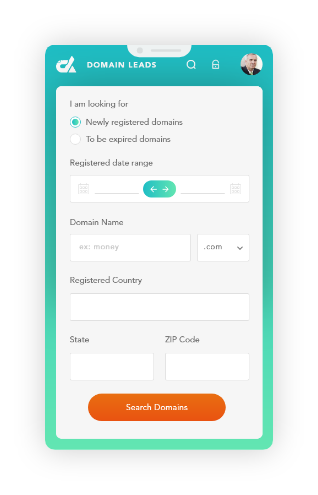 DOMAIN LEADS
I am looking for
Newly registered domains
To be expired domains
Registered date range
Domain Name
ex: money
.com
Registered Country
State ZIP Code
Search Domains